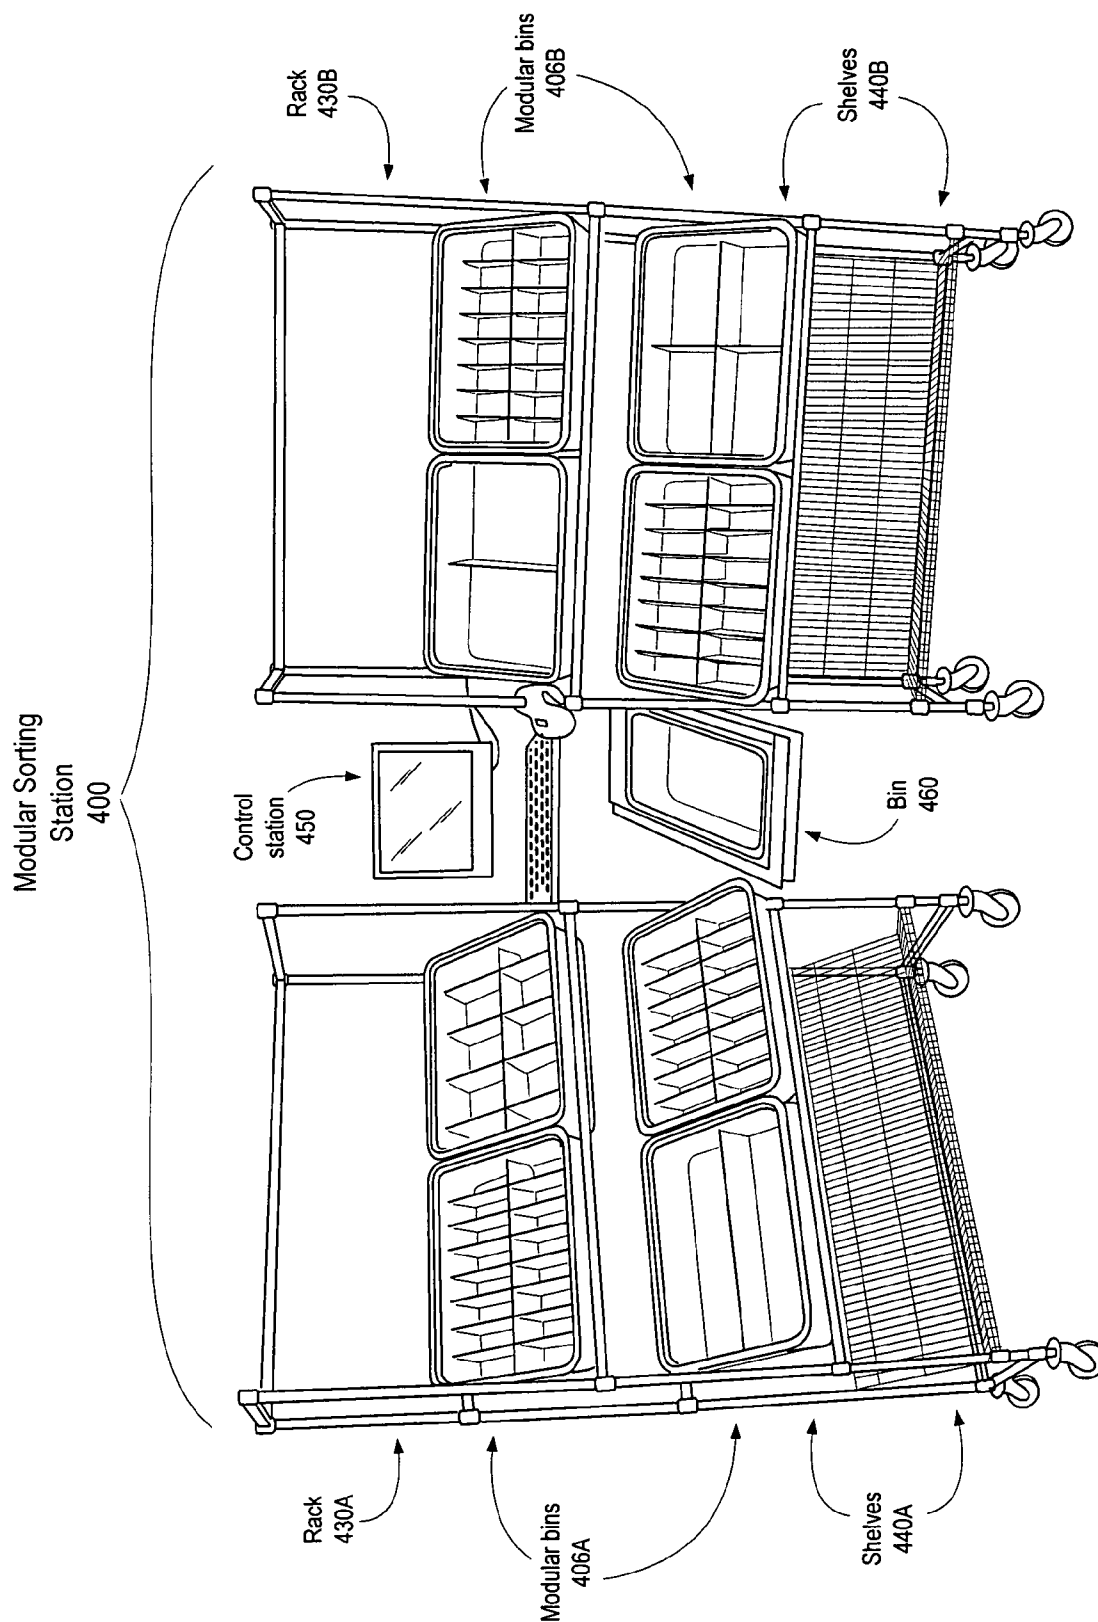 Modular Sorting
Station
400
Rack
430A
Modular bins
406A
Shelves
440A
Control
station
450
Bin
460
Rack
430B
Modular bins
406B
Shelves
440B